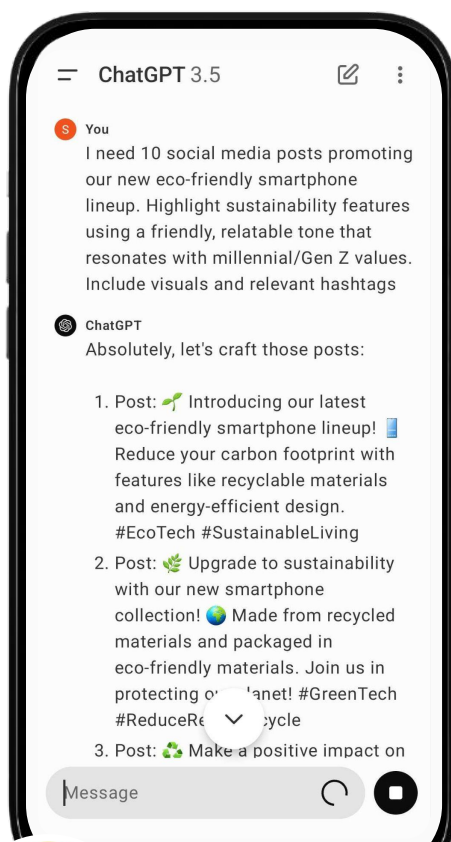 ChatGPT 3.5
S You
I need 10 social media posts promoting
our new eco-friendly smartphone
lineup. Highlight sustainability features
using a friendly, relatable tone that
resonates with millennial/Gen Z values.
Include visuals and relevant hashtags
ChatGPT
Absolutely, let's craft those posts:
1. Post: 🌱 Introducing our latest
eco-friendly smartphone lineup! 📱
Reduce your carbon footprint with
features like recyclable materials
and energy-efficient design.
#EcoTech #SustainableLiving
2. Post: 🌿 Upgrade to sustainability
with our new smartphone
collection! 🌍 Made from recycled
materials and packaged in
eco-friendly materials. Join us in
protecting #GreenTech
3. Post: ♻️ Make a positive impact on
Message